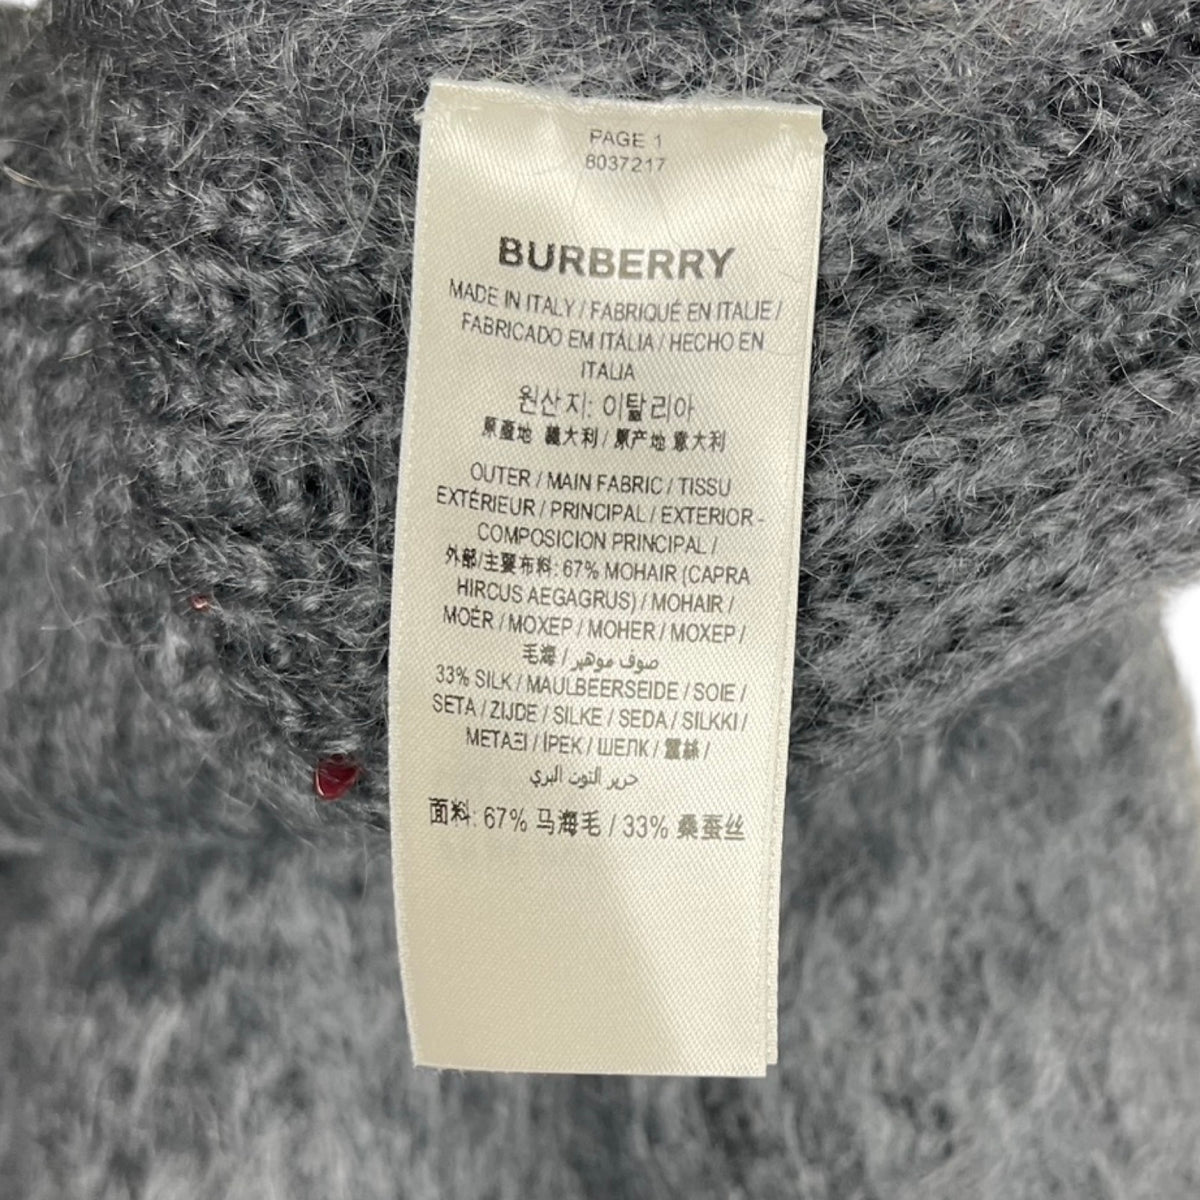 PAGE 1
8037217
BURBERRY
MADE IN ITALY / FABRIQUÉ EN ITALIE /
FABRICADO EM ITÁLIA / HECHO EN
ITALIA
원산지: 이탈리아
原產地 義大利 / 原产地 意大利
OUTER / MAIN FABRIC / TISSU
EXTÉRIEUR / PRINCIPAL / EXTERIOR -
COMPOSICION PRINCIPAL /
外部/主要布料: 67% MOHAIR (CAPRA
HIRCUS AEGAGRUS) / MOHAIR /
MOER / MOXEP / MOHER / MOXEP /
毛海 / صوف موهير
33% SILK / MAULBEERSEIDE / SOIE /
SETA / ZIJDE / SILKE / SEDA / SILKKI /
ΜΕΤΑΞΙ / İPEK / ШЕЛК / 蠶絲 /
حرير التوت البري
面料: 67% 马海毛 / 33% 桑蚕丝